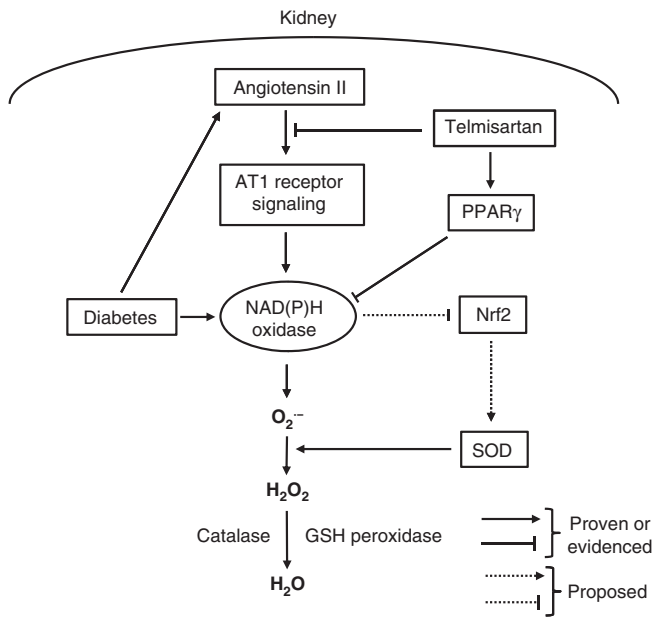 Kidney
Angiotensin II
Telmisartan
AT1 receptor
signaling
PPARγ
Diabetes
NAD(P)H
oxidase
Nrf2
O₂·−
SOD
H₂O₂
Catalase
GSH peroxidase
H₂O
Proven or
evidenced
Proposed